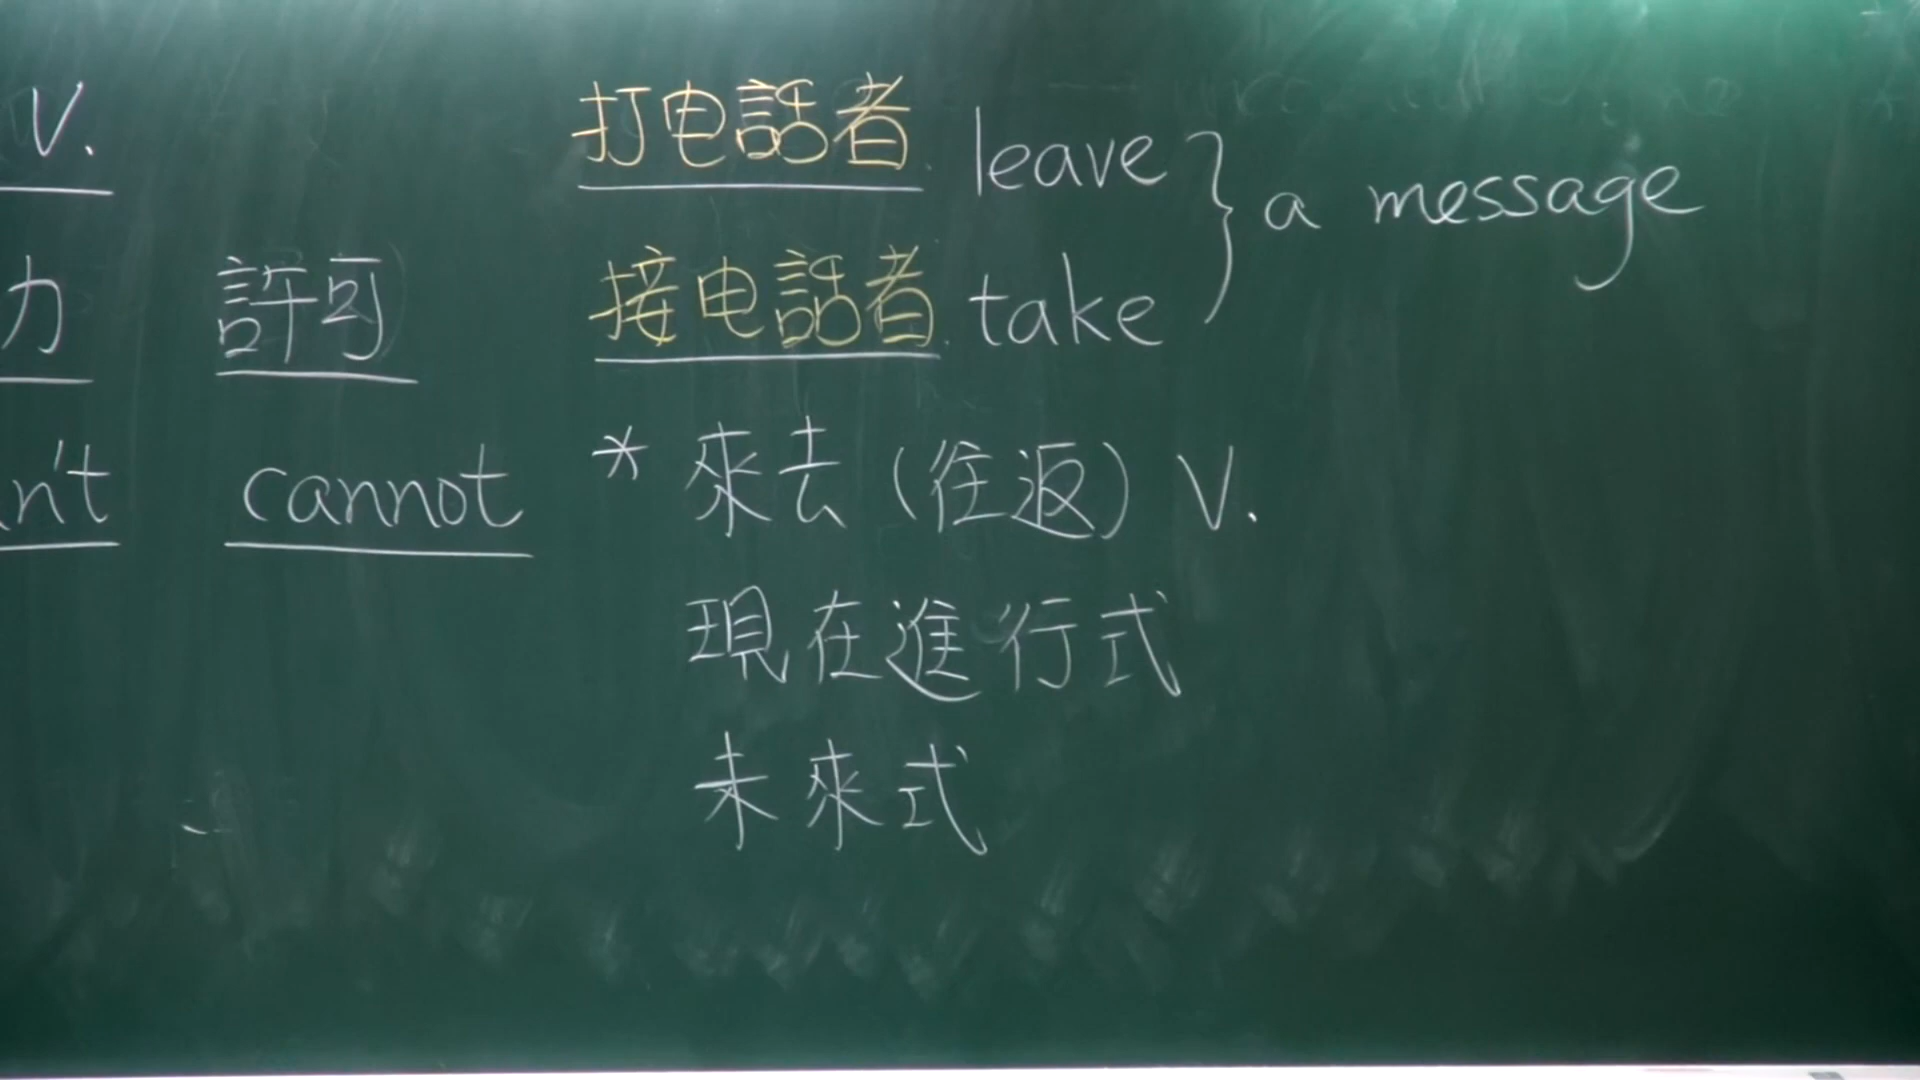 V.
力 許可
n't cannot
打电話者 leave
接电話者 take
} a message
* 來去 (往返) V.
現在進行式
未來式